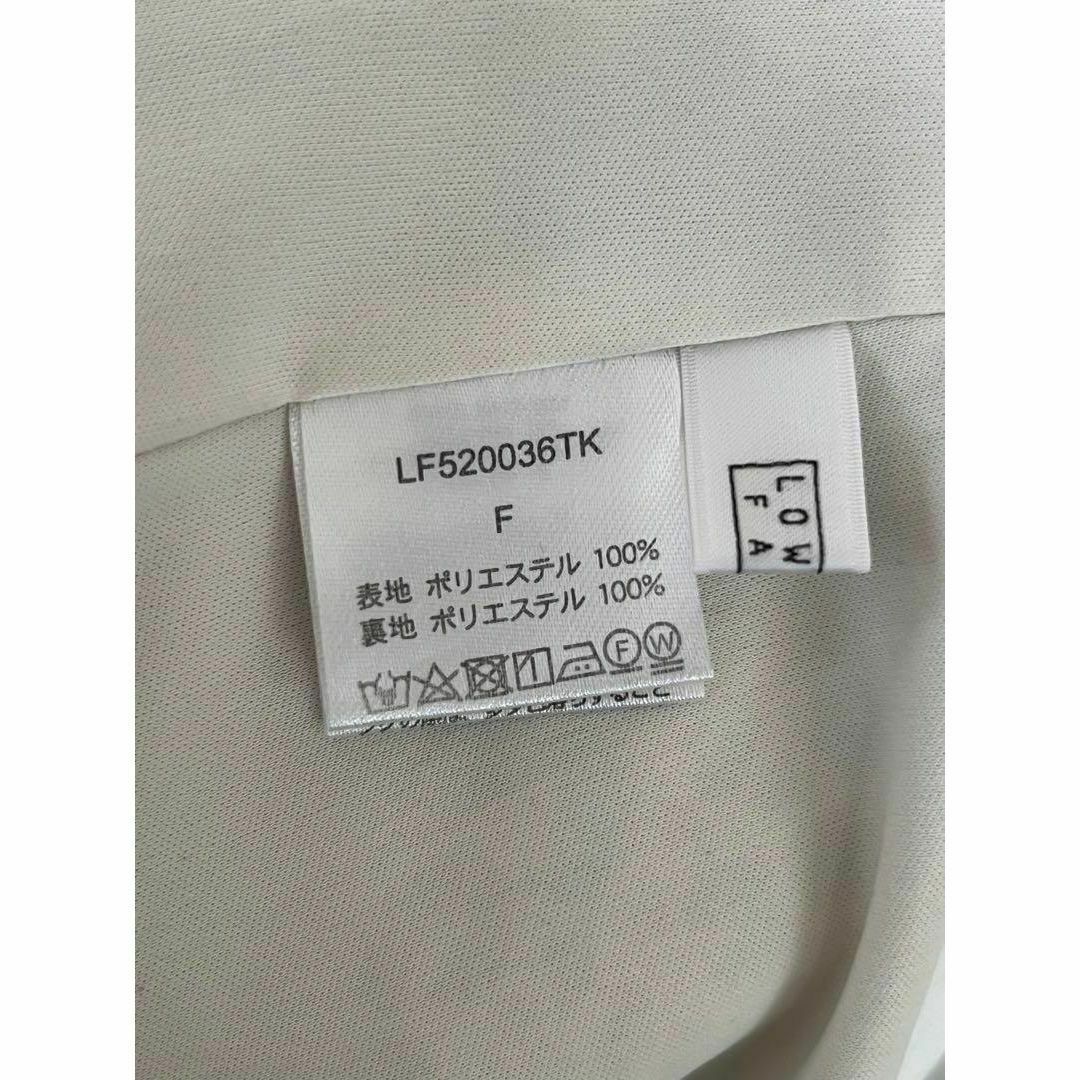 LF520036TK
F
表地 ポリエステル 100%
裏地 ポリエステル 100%
F W
LOW
FA